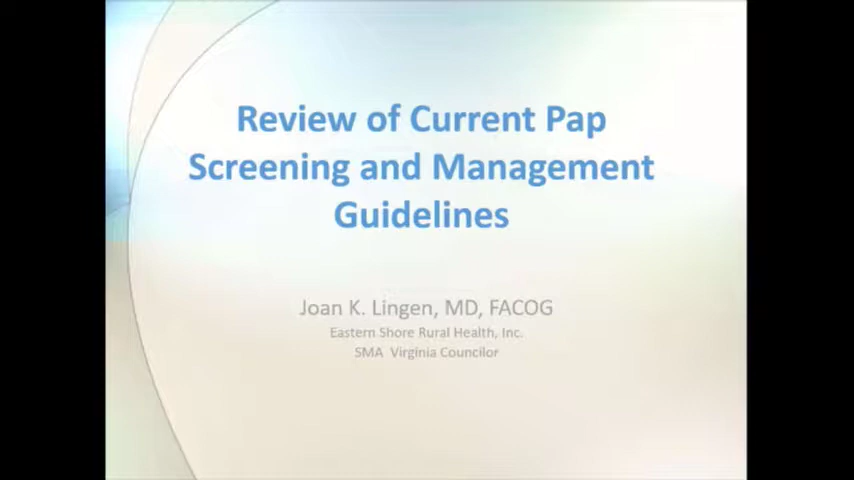 Review of Current Pap
Screening and Management
Guidelines
Joan K. Lingen, MD, FACOG
Eastern Shore Rural Health, Inc.
SMA Virginia Councilor